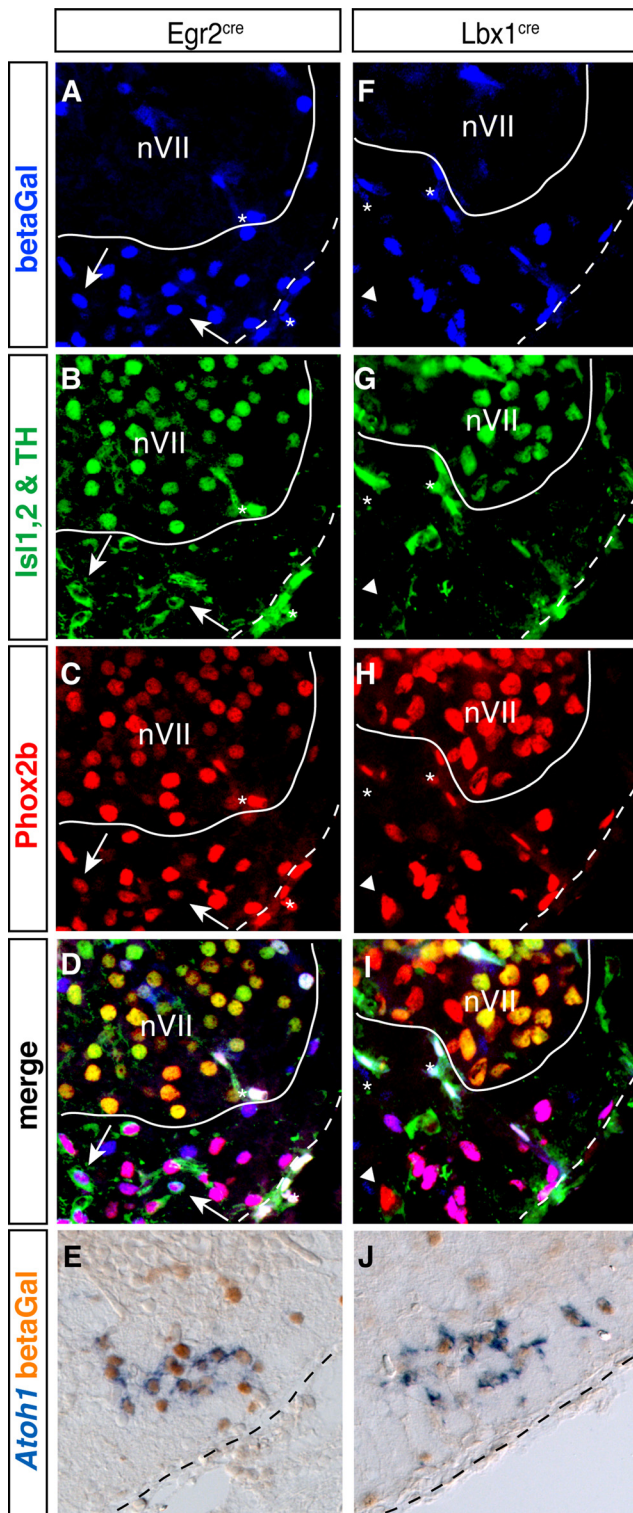 Egr2cre
Lbx1cre
betaGal
A
nVII
*
*
F
nVII
*
*
Isl1,2 & TH
B
nVII
*
*
G
nVII
*
*
Phox2b
C
nVII
*
*
H
nVII
*
*
merge
D
nVII
*
*
I
nVII
*
*
Atoh1 betaGal
E
J